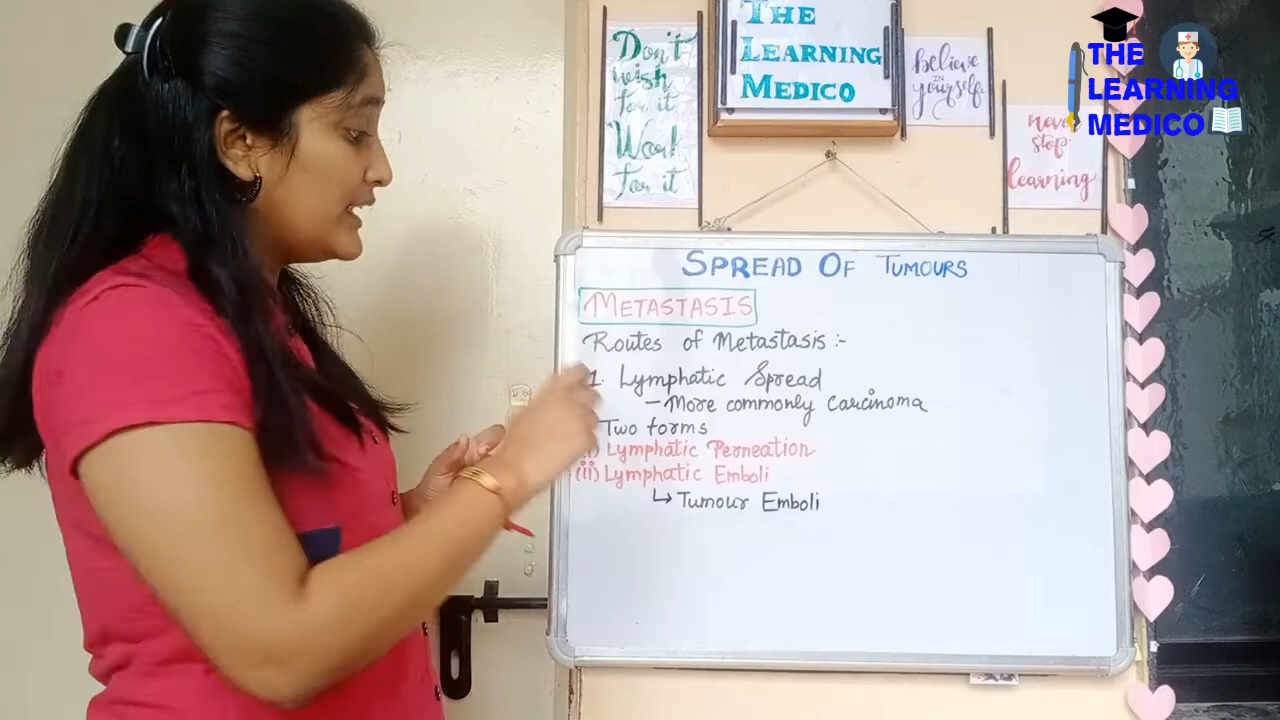 Don't
wish
for it
Work
for it
THE
LEARNING
MEDICO
believe
IN
yourself.
never
stop
learning
THE
LEARNING
MEDICO
SPREAD OF TUMOURS
METASTASIS
Routes of Metastasis :-
1. Lymphatic Spread
– More commonly Carcinoma
Two forms
(i) Lymphatic Permeation
(ii) Lymphatic Emboli
↳ Tumour Emboli